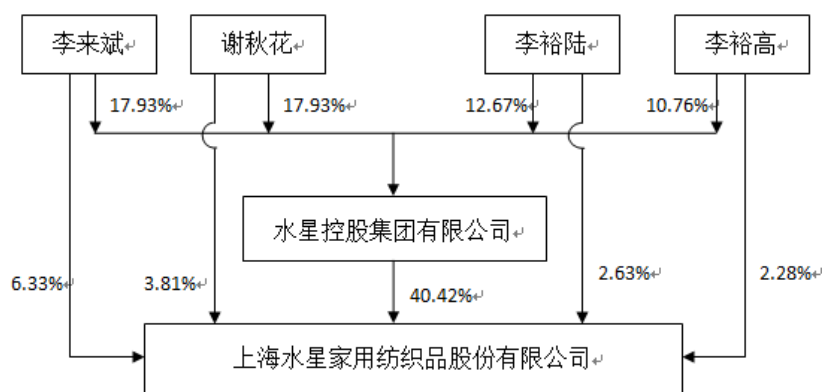 李来斌
谢秋花
李裕陆
李裕高
17.93%
17.93%
12.67%
10.76%
水星控股集团有限公司
6.33%
3.81%
40.42%
2.63%
2.28%
上海水星家用纺织品股份有限公司